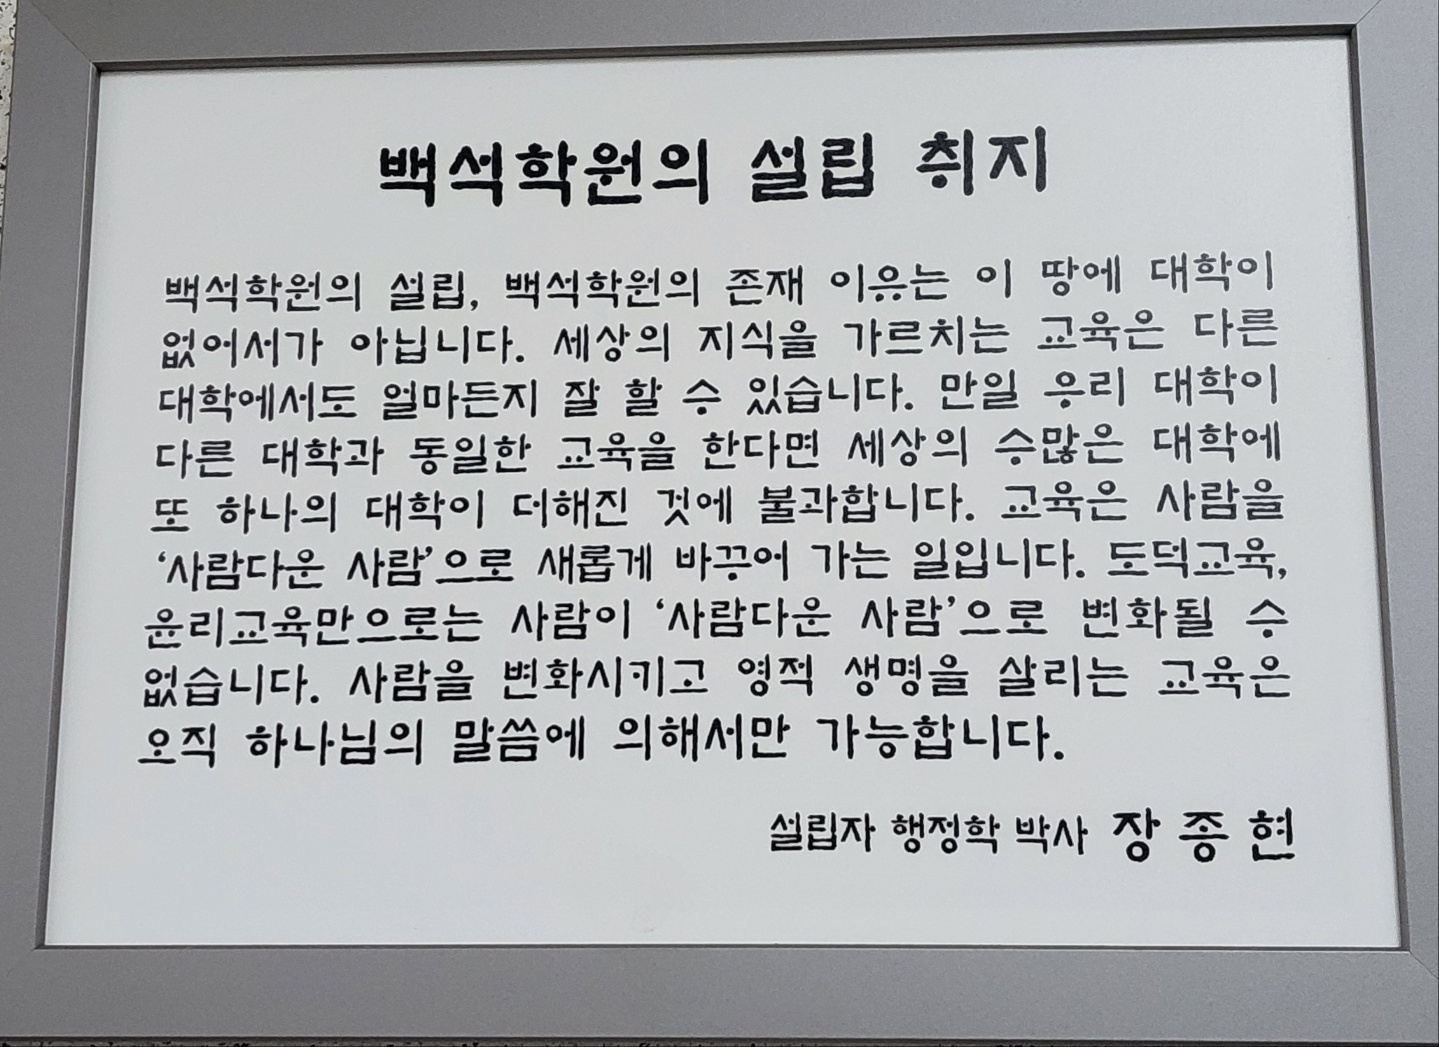 백석학원의 설립 취지
백석학원의 설립, 백석학원의 존재 이유는 이 땅에 대학이
없어서가 아닙니다. 세상의 지식을 가르치는 교육은 다른
대학에서도 얼마든지 잘 할 수 있습니다. 만일 우리 대학이
다른 대학과 동일한 교육을 한다면 세상의 수많은 대학에
또 하나의 대학이 더해진 것에 불과합니다. 교육은 사람을
‘사람다운 사람’으로 새롭게 바꾸어 가는 일입니다. 도덕교육,
윤리교육만으로는 사람이 ‘사람다운 사람’으로 변화될 수
없습니다. 사람을 변화시키고 영적 생명을 살리는 교육은
오직 하나님의 말씀에 의해서만 가능합니다.
설립자 행정학 박사 장 종 현